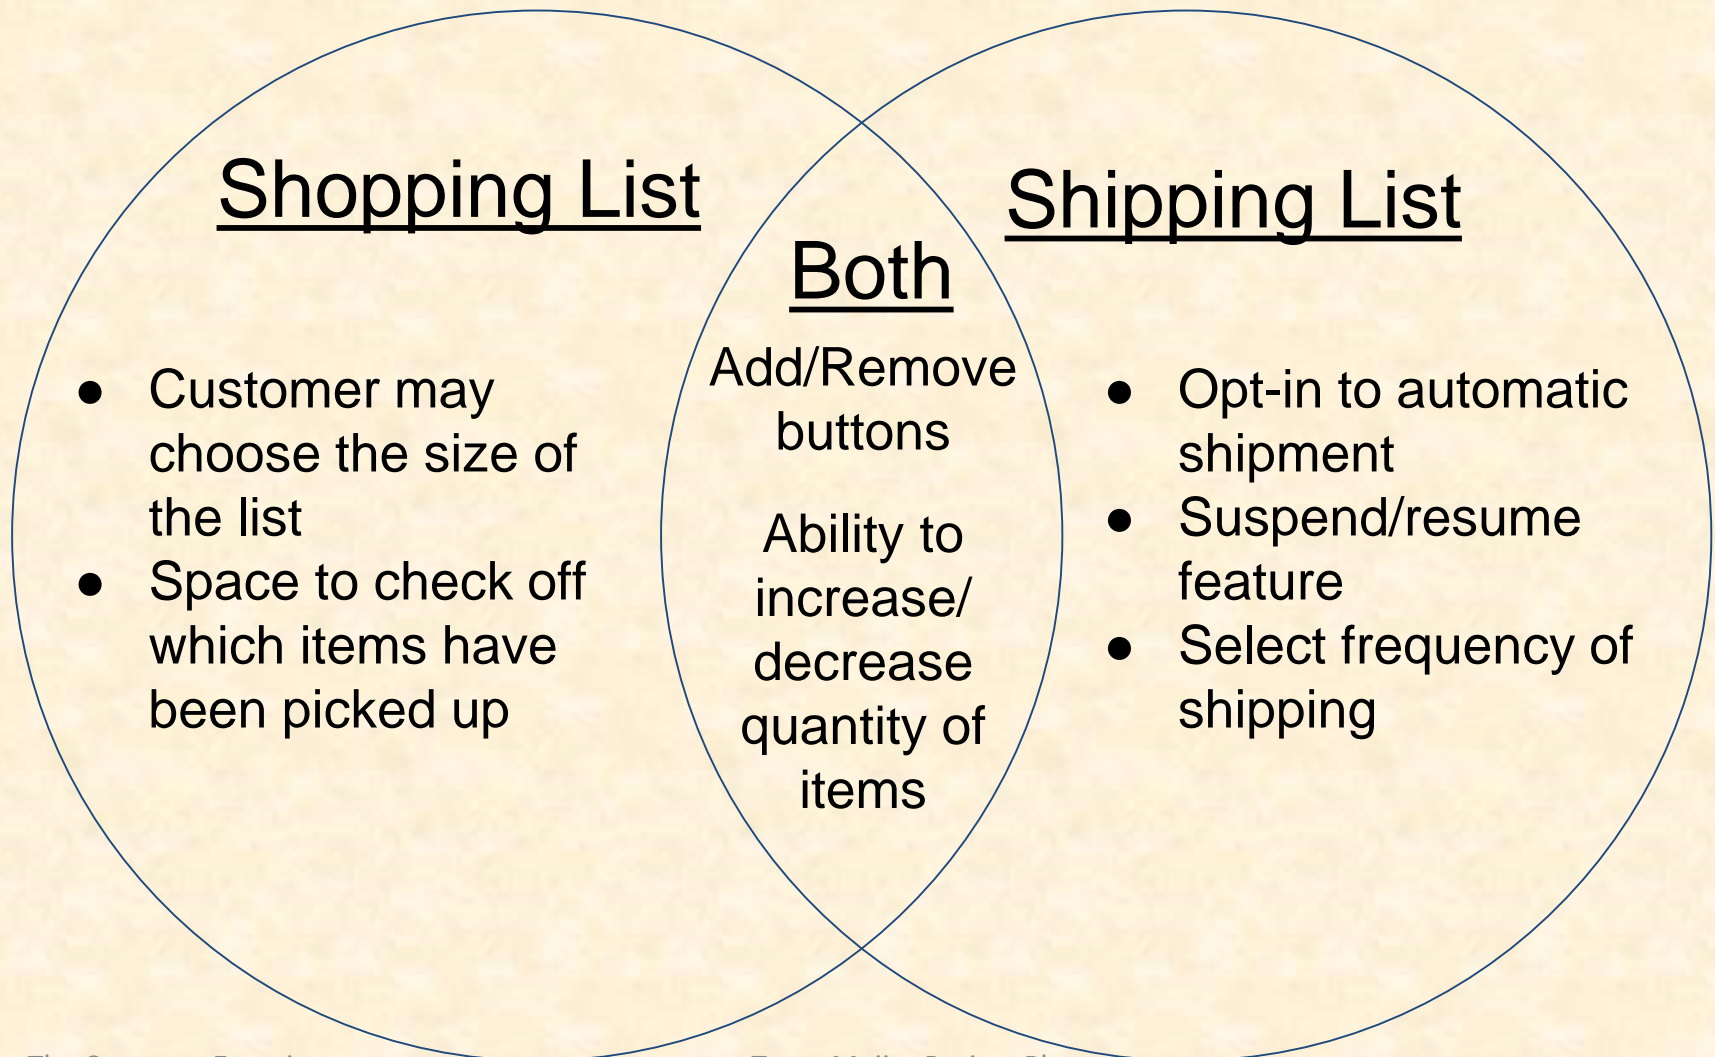 Shopping List
Shipping List
Both
● Customer may
choose the size of
the list
● Space to check off
which items have
been picked up
Add/Remove
buttons
Ability to
increase/
decrease
quantity of
items
● Opt-in to automatic
shipment
● Suspend/resume
feature
● Select frequency of
shipping